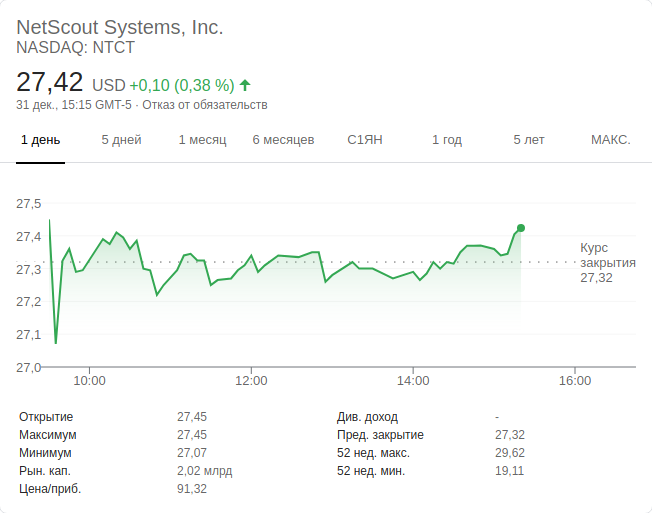 NetScout Systems, Inc.
NASDAQ: NTCT
27,42 USD +0,10 (0,38 %)
31 дек., 15:15 GMT-5 · Отказ от обязательств
1 день 5 дней 1 месяц 6 месяцев С1ЯН 1 год 5 лет МАКС.
27,5
27,4
27,3
27,2
27,1
27,0
Курс
закрытия
27,32
10:00 12:00 14:00 16:00
Открытие 27,45 Див. доход -
Максимум 27,45 Пред. закрытие 27,32
Минимум 27,07 52 нед. макс. 29,62
Рын. кап. 2,02 млрд 52 нед. мин. 19,11
Цена/приб. 91,32